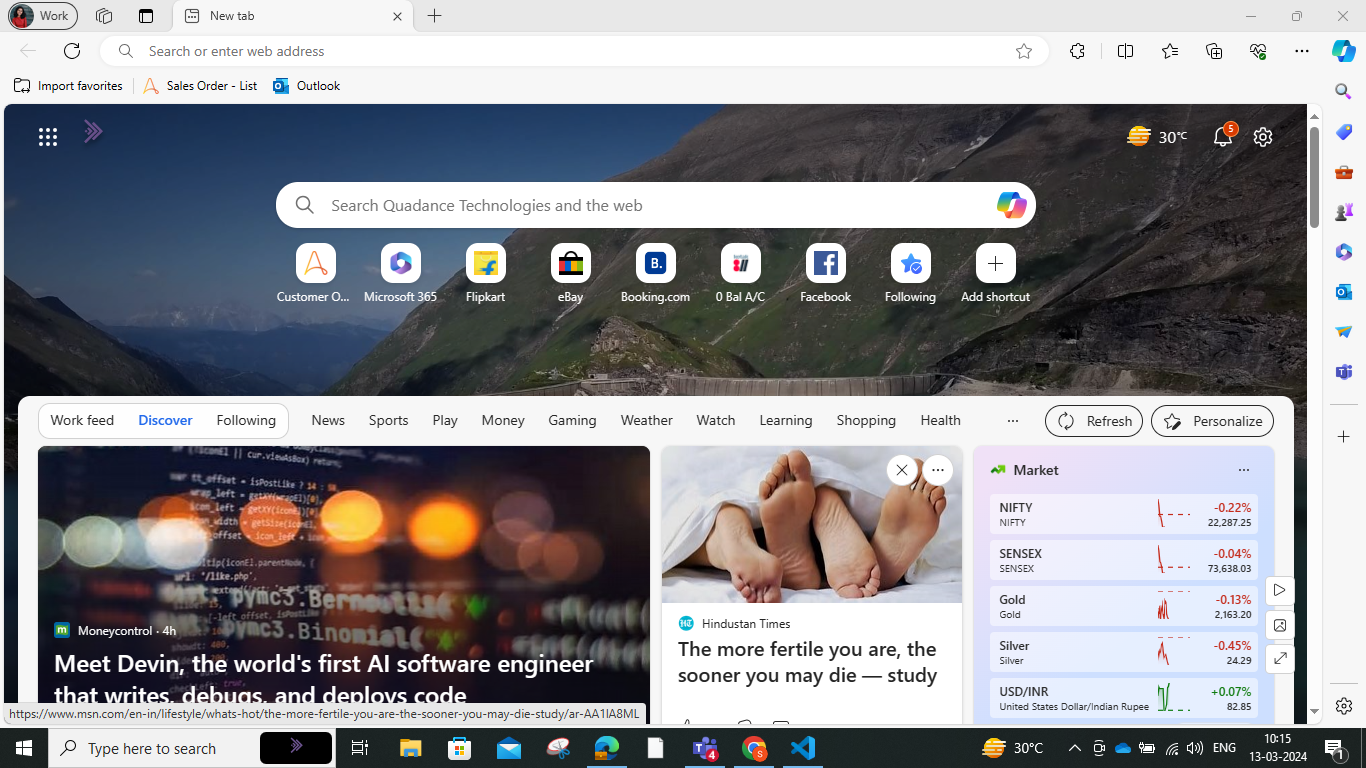 Work
New tab
Search or enter web address
Import favorites
Sales Order - List
Outlook
30°C
5
Search Quadance Technologies and the web
Customer O...
Microsoft 365
Flipkart
eBay
Booking.com
0 Bal A/C
Facebook
Following
Add shortcut
Work feed
Discover
Following
News
Sports
Play
Money
Gaming
Weather
Watch
Learning
Shopping
Health
Refresh
Personalize
Moneycontrol · 4h
Meet Devin, the world's first AI software engineer
that writes, debugs, and deploys code
Hindustan Times
The more fertile you are, the
sooner you may die — study
Market
NIFTY -0.22%
NIFTY 22,287.25
SENSEX -0.04%
SENSEX 73,638.03
Gold -0.13%
Gold 2,163.20
Silver -0.45%
Silver 24.29
USD/INR +0.07%
United States Dollar/Indian Rupee 82.85
https://www.msn.com/en-in/lifestyle/whats-hot/the-more-fertile-you-are-the-sooner-you-may-die-study/ar-AA1IA8ML
Type here to search
4
S
30°C
ENG
10:15
13-03-2024
1